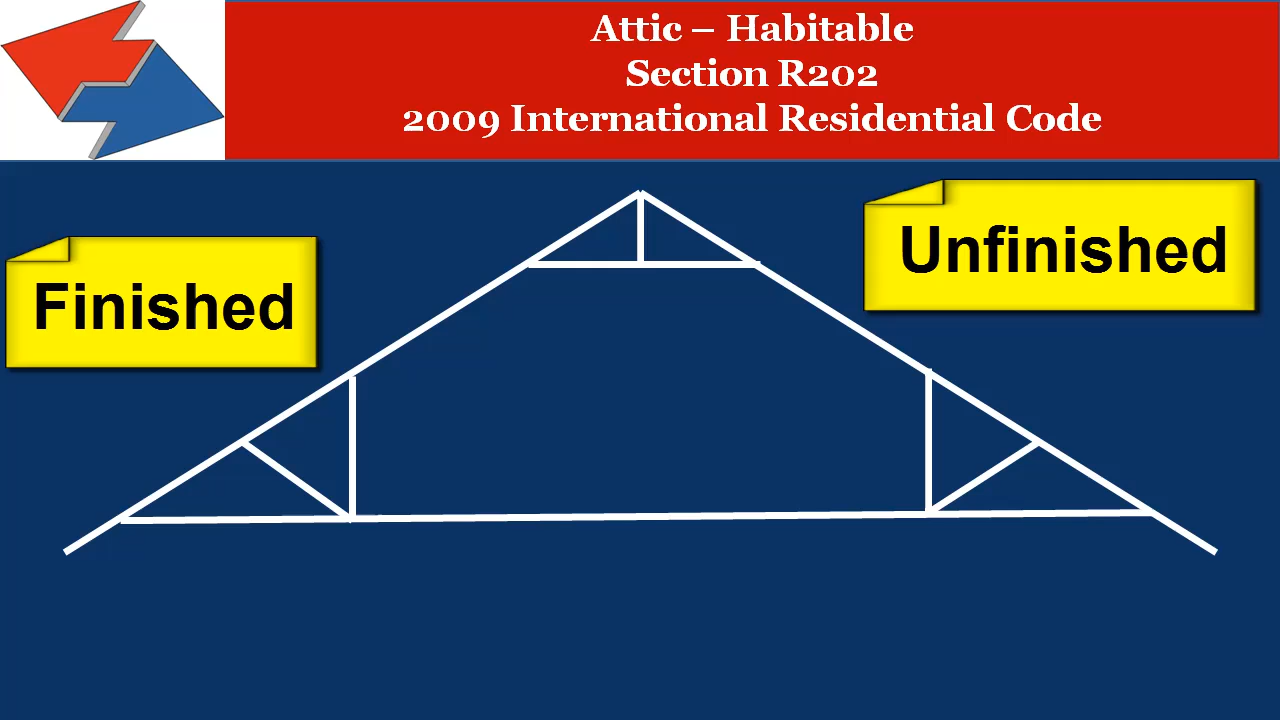 Attic – Habitable
Section R202
2009 International Residential Code
Finished
Unfinished